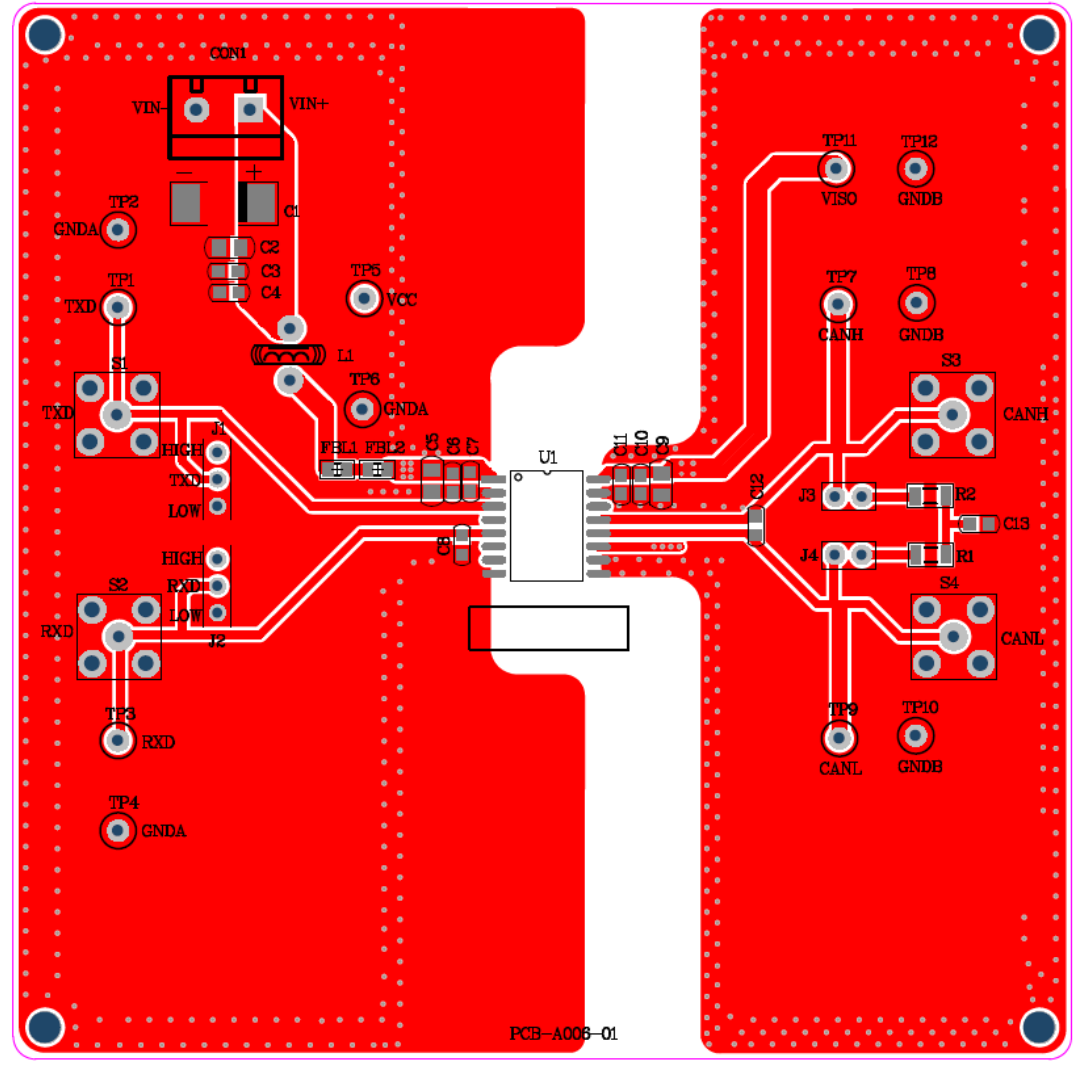 CON1
VIN-
VIN+
− +
C1
TP2
GNDA
C2
C3
C4
TP1
TXD
TP5
VCC
L1
TP6
GNDA
S1
TXD
J1
HIGH
TXD
LOW
FBL1
FBL2
C5
C6
C7
U1
C8
HIGH
RXD
LOW
J2
S2
RXD
TP3
RXD
TP4
GNDA
TP11
VISO
TP12
GNDB
TP7
CANH
TP8
GNDB
S3
CANH
C11
C10
C9
C12
J3
R2
C13
J4
R1
S4
CANL
TP9
CANL
TP10
GNDB
PCB-A006-01